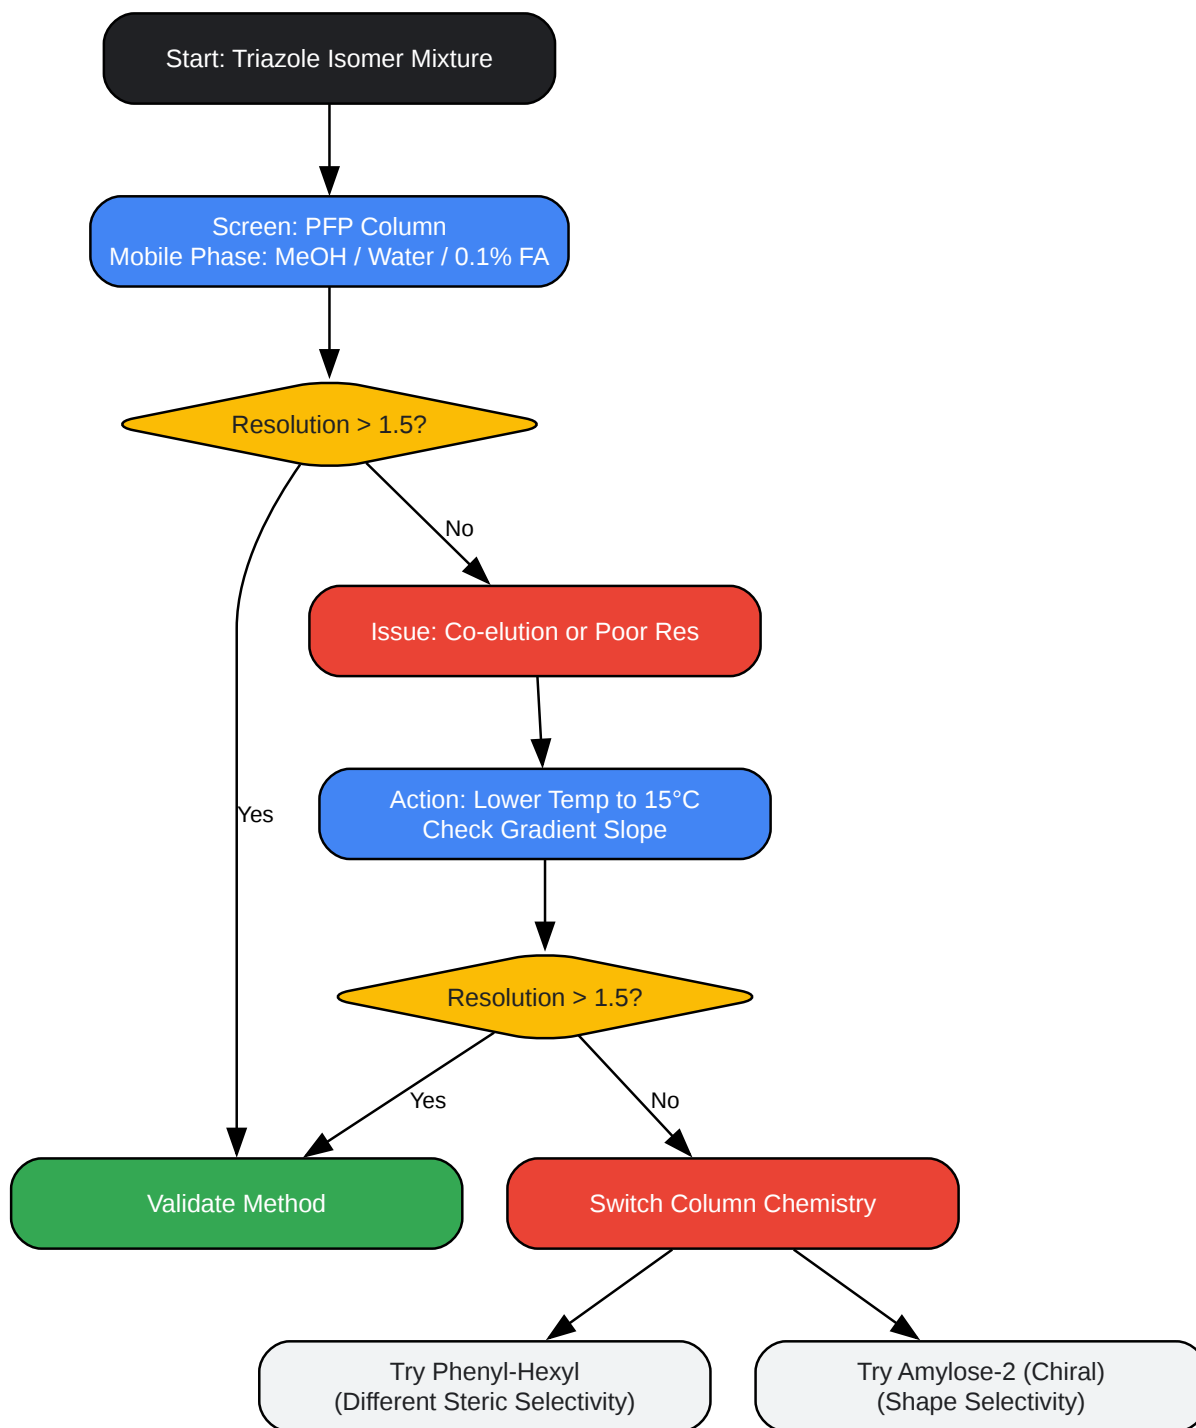 Start: Triazole Isomer Mixture
Screen: PFP Column
Mobile Phase: MeOH / Water / 0.1% FA
Resolution > 1.5?
No
Issue: Co-elution or Poor Res
Action: Lower Temp to 15°C
Check Gradient Slope
Yes
Resolution > 1.5?
Yes
No
Validate Method
Switch Column Chemistry
Try Phenyl-Hexyl
(Different Steric Selectivity)
Try Amylose-2 (Chiral)
(Shape Selectivity)